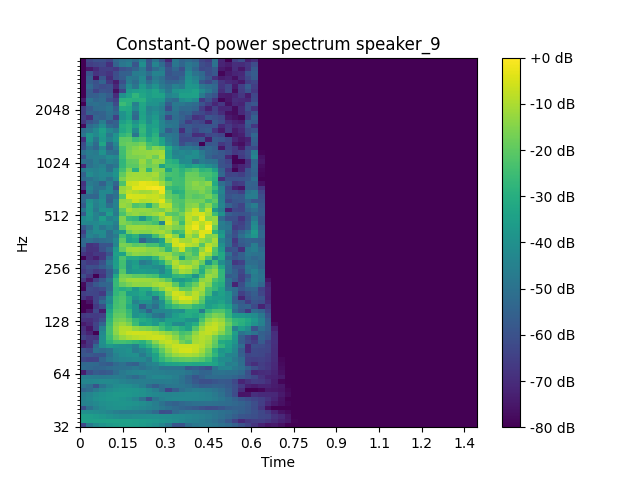 Constant-Q power spectrum speaker_9
Hz
2048
1024
512
256
128
64
32
0 0.15 0.3 0.45 0.6 0.75 0.9 1.1 1.2 1.4
Time
+0 dB
-10 dB
-20 dB
-30 dB
-40 dB
-50 dB
-60 dB
-70 dB
-80 dB